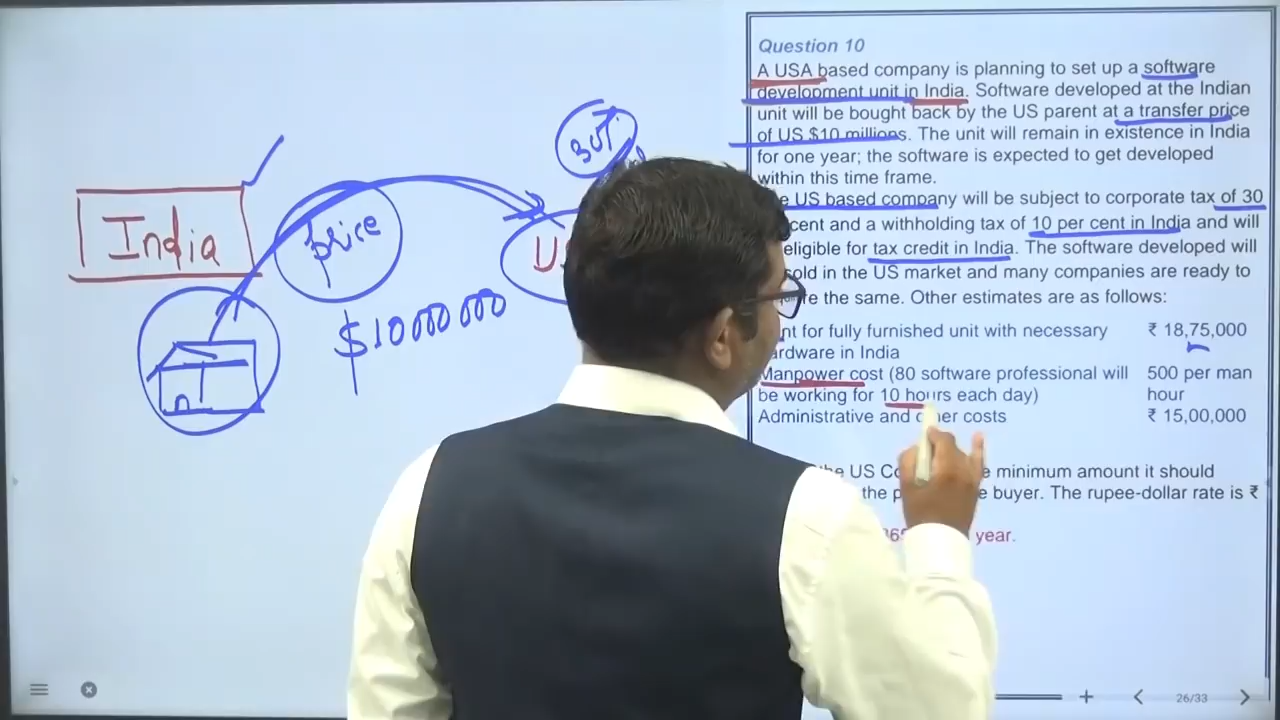 India
price
$10000000
30%
Question 10
A USA based company is planning to set up a software
development unit in India. Software developed at the Indian
unit will be bought back by the US parent at a transfer price
of US $10 millions. The unit will remain in existence in India
for one year; the software is expected to get developed
within this time frame.
US based company will be subject to corporate tax of 30
cent and a withholding tax of 10 per cent in India and will
eligible for tax credit in India. The software developed will
sold in the US market and many companies are ready to
the same. Other estimates are as follows:
for fully furnished unit with necessary ₹ 18,75,000
hardware in India
Manpower cost (80 software professional will 500 per man
be working for 10 hours each day) hour
Administrative and other costs ₹ 15,00,000
the US minimum amount it should
the buyer. The rupee-dollar rate is ₹
year.
26/33